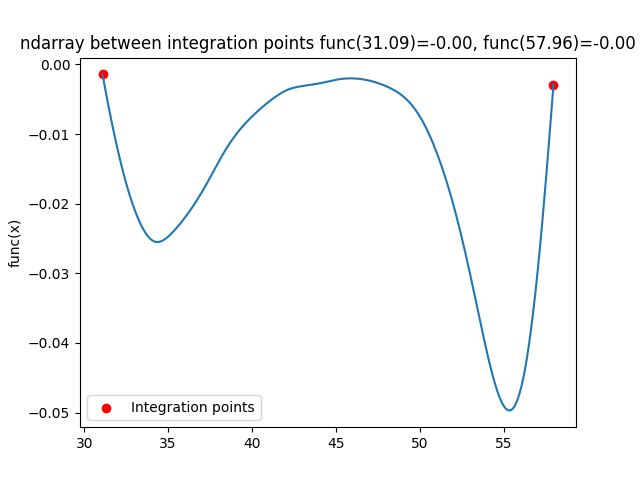 ndarray between integration points func(31.09)=-0.00, func(57.96)=-0.00
0.00
−0.01
−0.02
−0.03
−0.04
−0.05
func(x)
Integration points
30 35 40 45 50 55